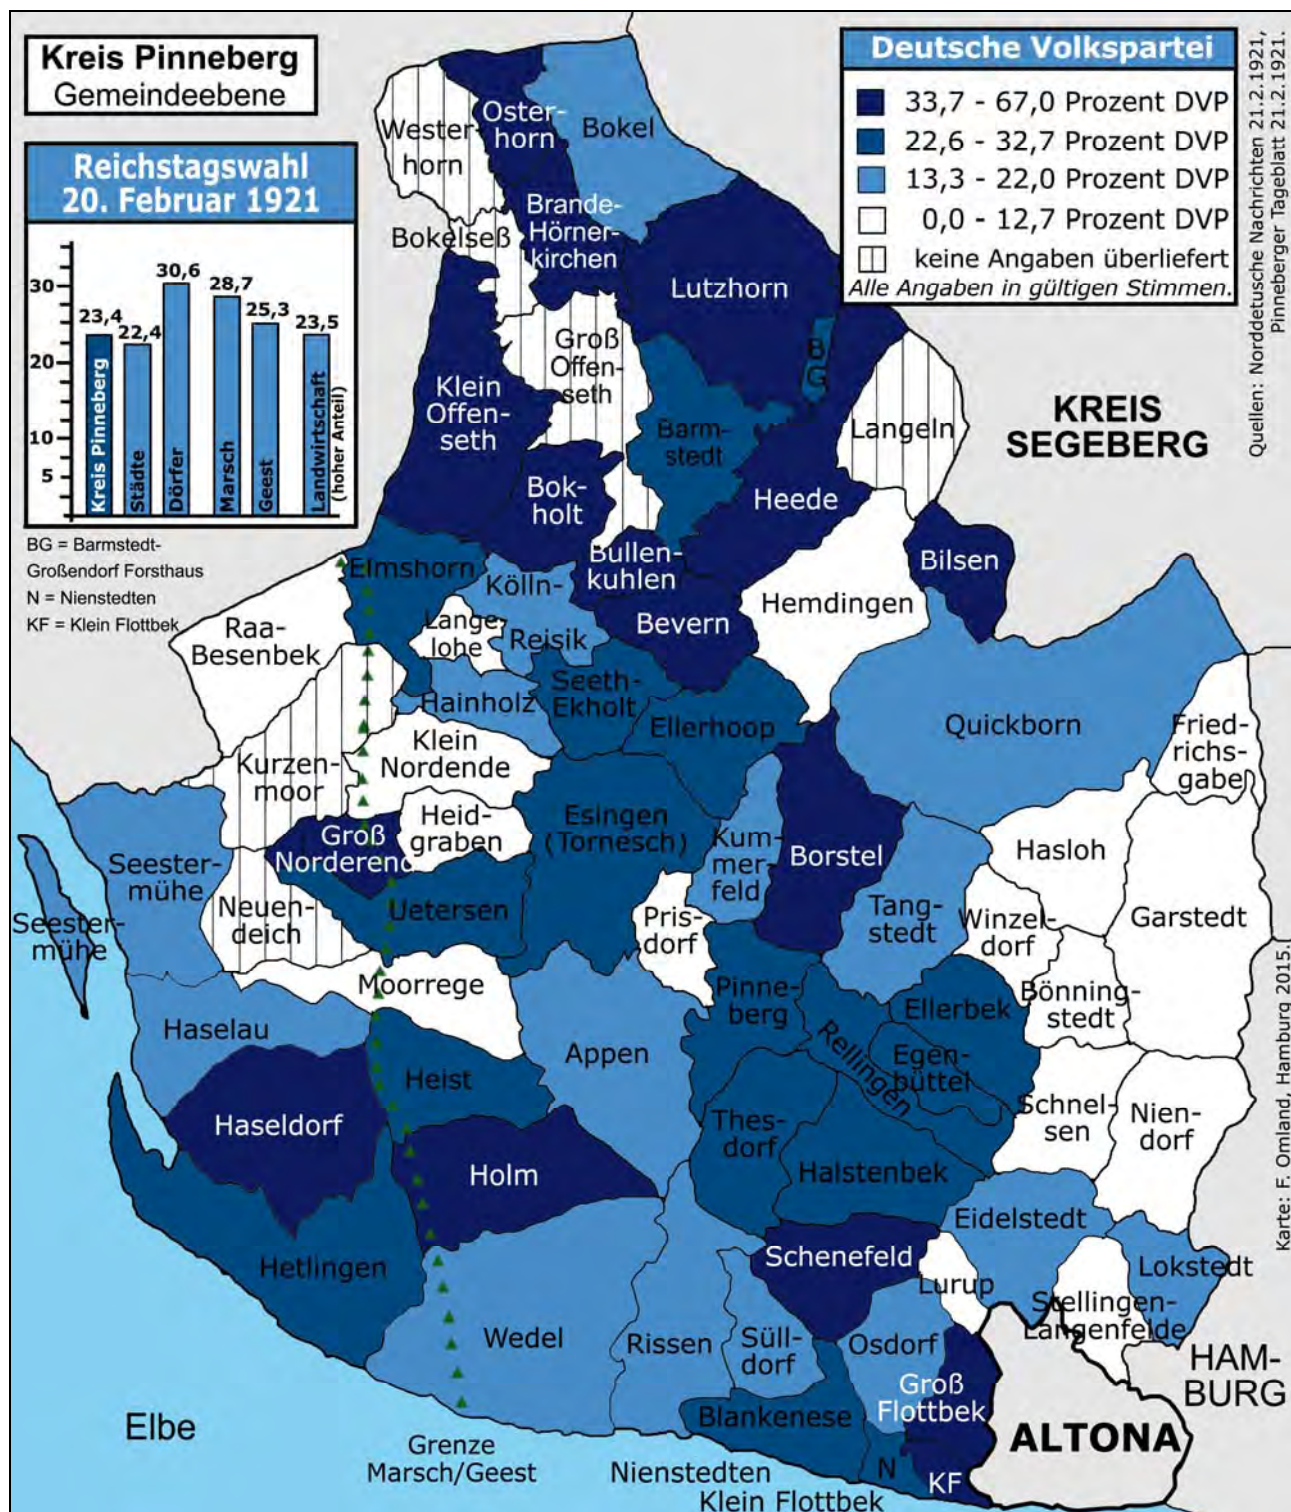 Kreis Pinneberg
Gemeindeebene
Reichstagswahl
20. Februar 1921
30
20
10
5
23,4
22,4
30,6
28,7
25,3
23,5
Kreis Pinneberg
Städte
Dörfer
Marsch
Geest
Landwirtschaft
(hoher Anteil)
BG = Barmstedt-
Großendorf Forsthaus
N = Nienstedten
KF = Klein Flottbek
Deutsche Volkspartei
33,7 - 67,0 Prozent DVP
22,6 - 32,7 Prozent DVP
13,3 - 22,0 Prozent DVP
0,0 - 12,7 Prozent DVP
keine Angaben überliefert
Alle Angaben in gültigen Stimmen.
Quellen: Norddetusche Nachrichten 21.2.1921,
Pinneberger Tageblatt 21.2.1921.
Karte: F. Omland, Hamburg 2015.
KREIS
SEGEBERG
Wester-
horn
Oster-
horn
Bokel
Bokelseß
Brande-
Hörner-
kirchen
Lutzhorn
Groß
Offen-
seth
B
G
Klein
Offen-
seth
Barm-
stedt
Langeln
Bok-
holt
Heede
Bullen-
kuhlen
Bilsen
Elmshorn
Kölln-
Reisik
Bevern
Hemdingen
Raa-
Besenbek
Lange-
lohe
Seeth-
Ekholt
Hainholz
Ellerhoop
Quickborn
Fried-
richs-
gabe
Klein
Nordende
Kurzen-
moor
Heid-
graben
Esingen
(Tornesch)
Groß
Norderend
Kum-
mer-
feld
Borstel
Hasloh
Seester-
mühe
Seester-
mühe
Neuen-
deich
Uetersen
Pris-
dorf
Tang-
stedt
Winzel-
dorf
Garstedt
Moorrege
Pinne-
berg
Ellerbek
Bönning-
stedt
Haselau
Appen
Rellingen
Egen-
büttel
Heist
Haseldorf
Thes-
dorf
Schnel-
sen
Nien-
dorf
Holm
Halstenbek
Eidelstedt
Hetlingen
Schenefeld
Lurup
Lokstedt
Stellingen-
Langenfelde
Wedel
Rissen
Süll-
dorf
Osdorf
Groß
Flottbek
HAM-
BURG
Blankenese
ALTONA
Elbe
Grenze
Marsch/Geest
N
KF
Nienstedten
Klein Flottbek